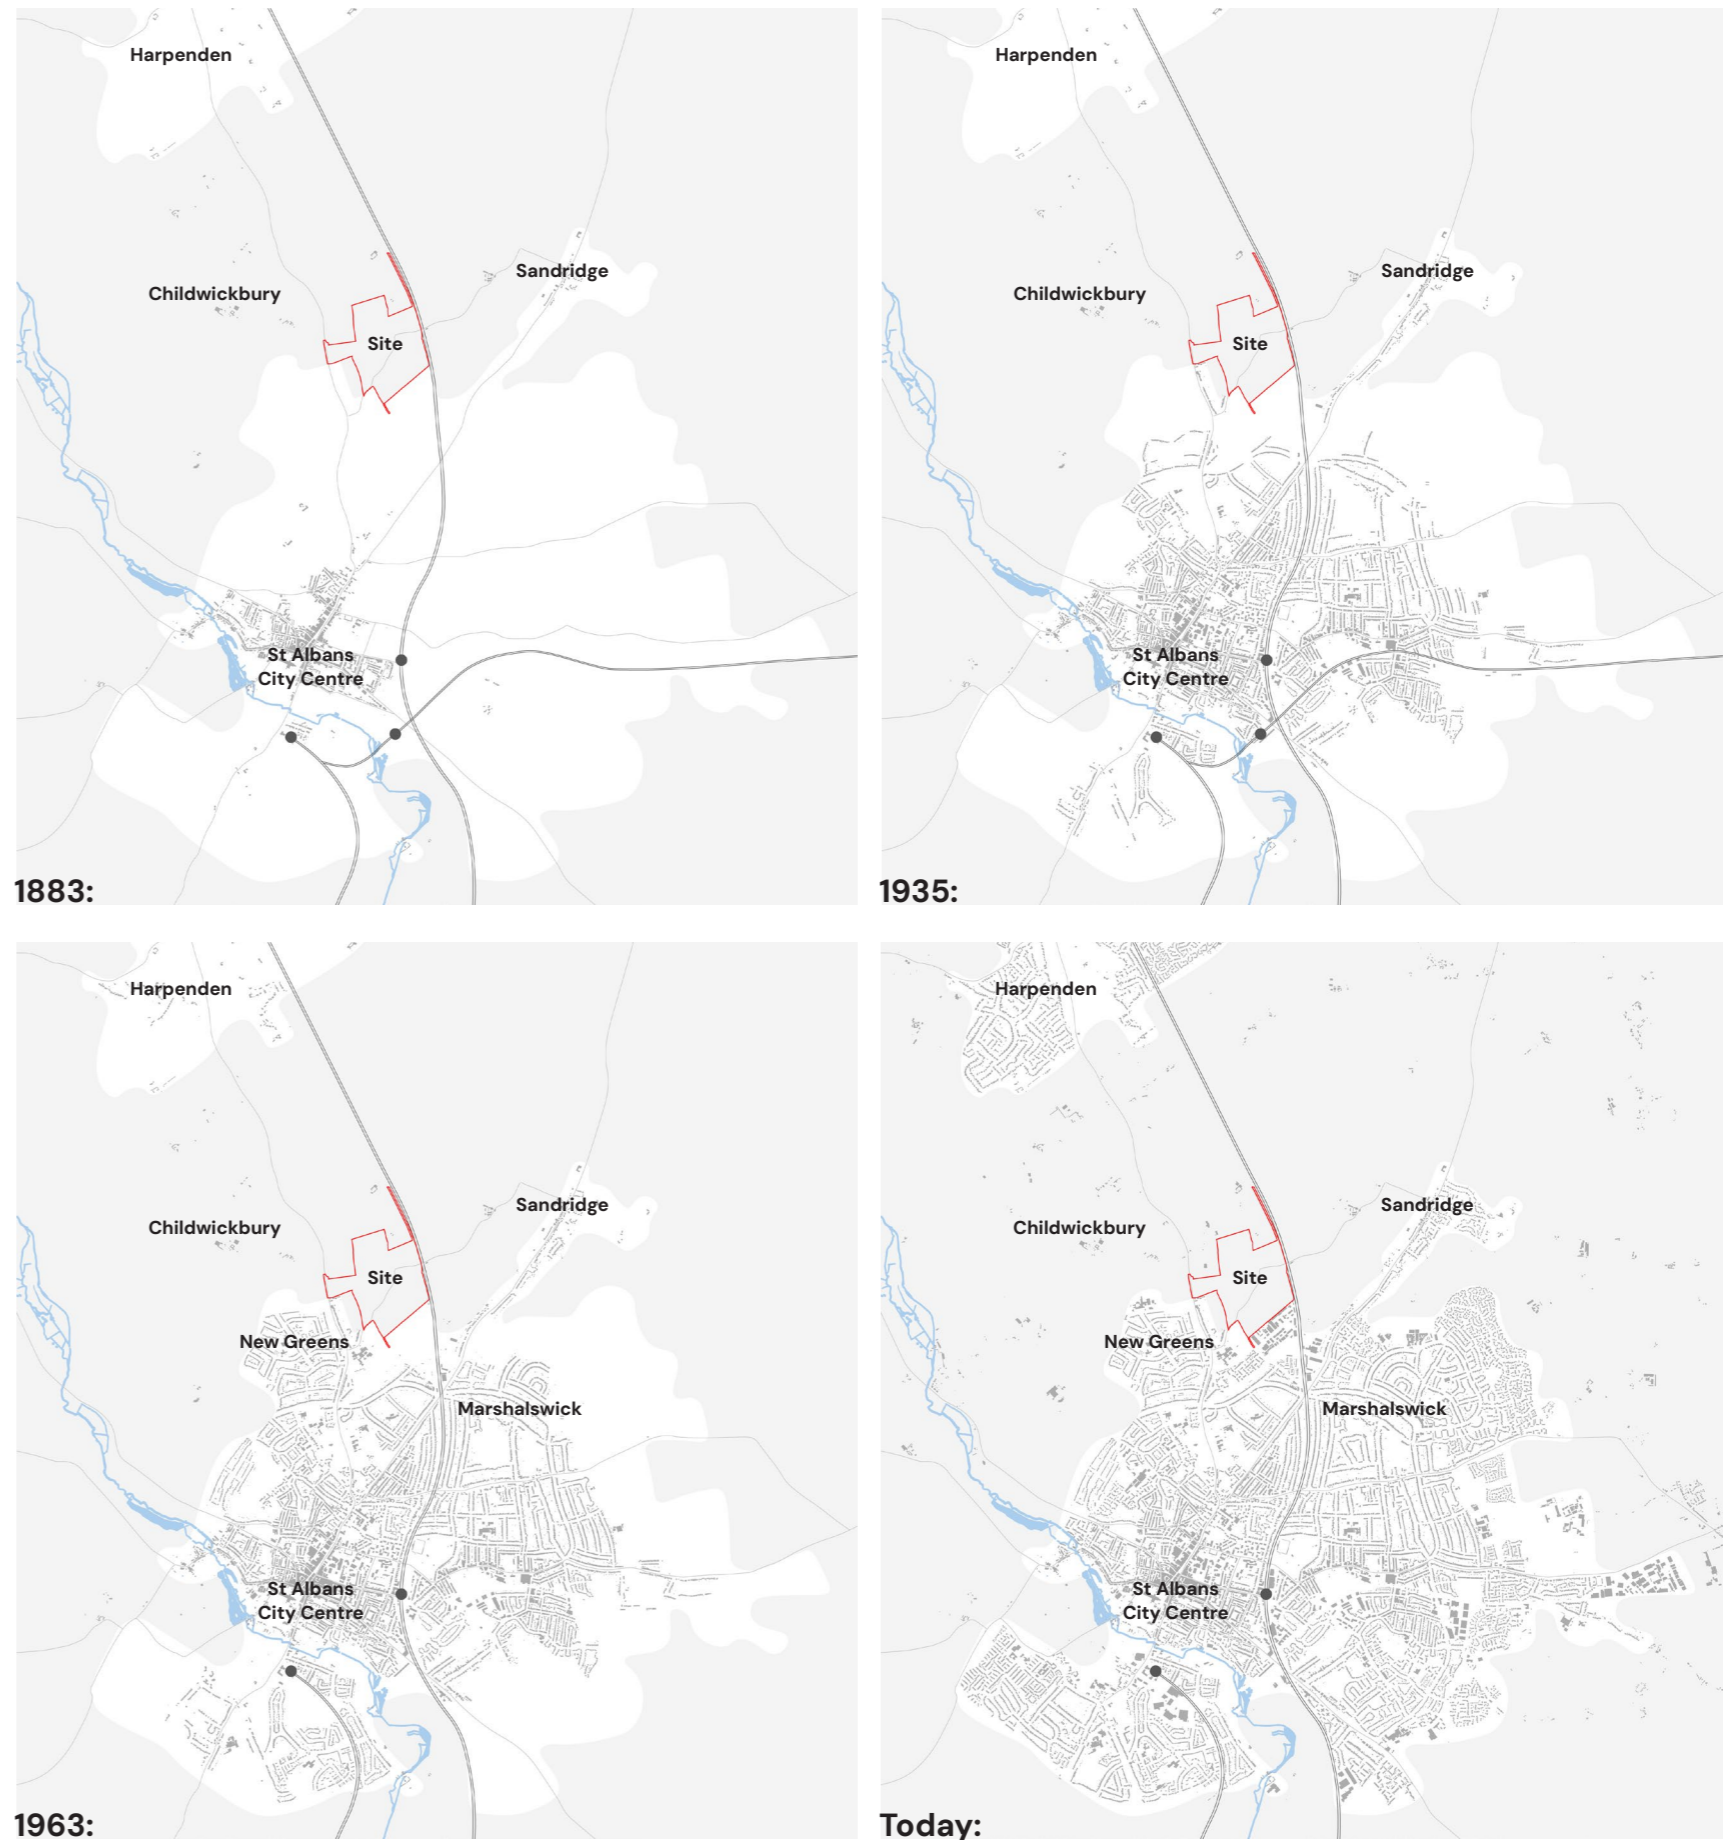 Harpenden
Sandridge
Childwickbury
Site
St Albans
City Centre
1883:
Harpenden
Sandridge
Childwickbury
Site
St Albans
City Centre
1935:
Harpenden
Sandridge
Childwickbury
Site
New Greens
Marshalswick
St Albans
City Centre
1963:
Harpenden
Sandridge
Childwickbury
Site
New Greens
Marshalswick
St Albans
City Centre
Today: